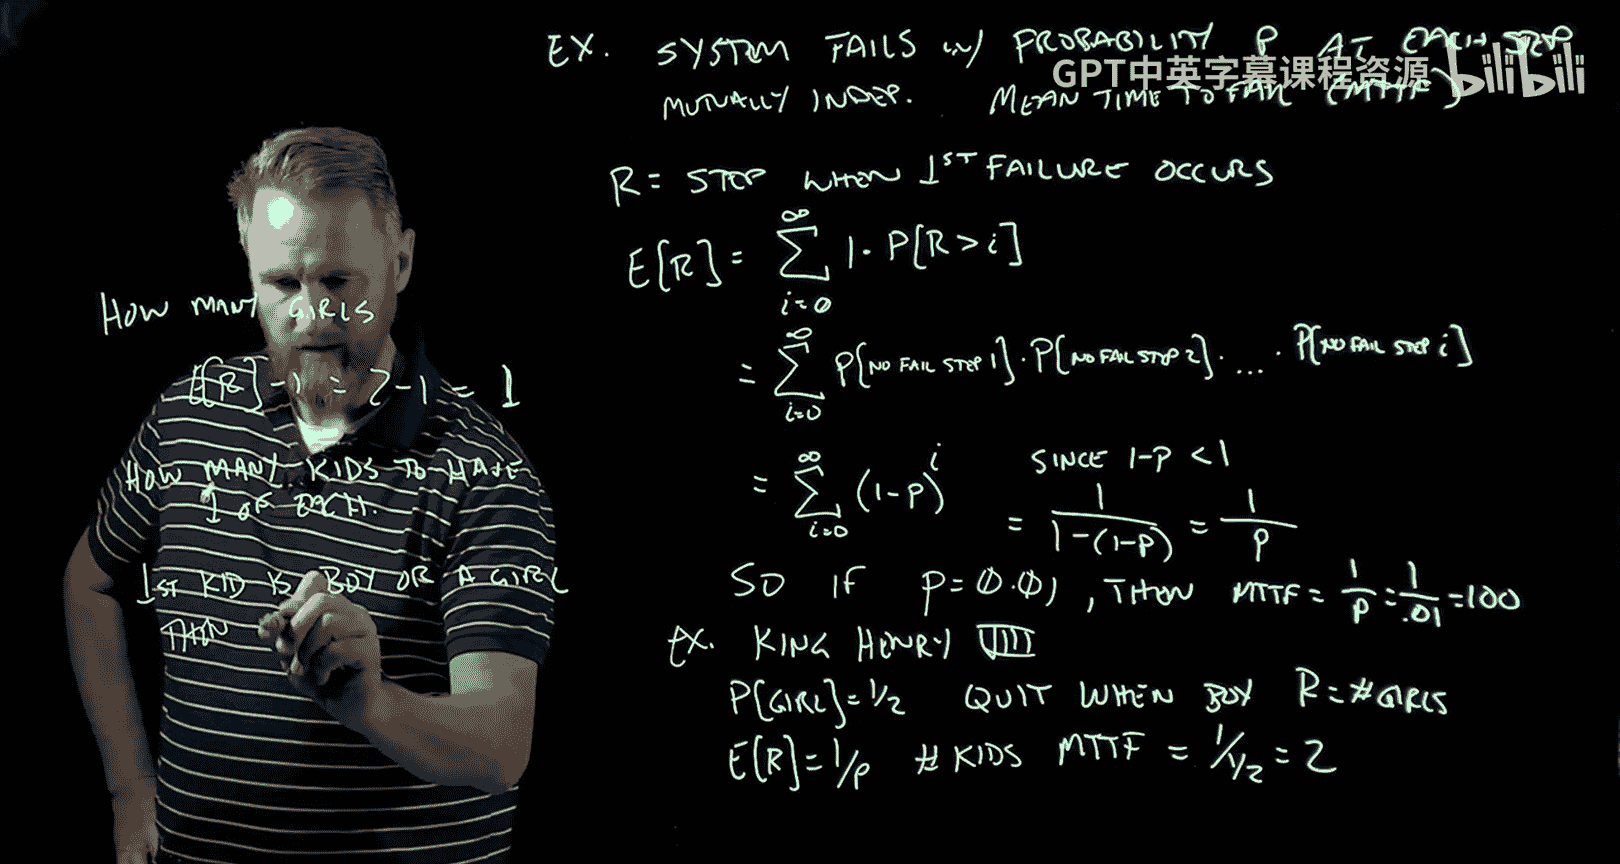 EX. SYSTEM FAILS W/ PROBABILITY P AT EACH STEP
GPT中英字幕课程资源 bilibili
MUTUALLY INDEP. MEAN TIME TO FAIL (MTTF)
R = STEP WHEN 1ST FAILURE OCCURS
E[R] = ∞ Σ i=0 1 · P[R > i]
= ∞ Σ i=0 P[NO FAIL STEP 1] · P[NO FAIL STEP 2] · ... · P[NO FAIL STEP i]
= ∞ Σ i=0 (1-P)^i SINCE 1-P < 1
= 1/(1-(1-P)) = 1/P
SO IF P = 0.01, THEN MTTF = 1/P = 1/.01 = 100
EX. KING HENRY VIII
P[GIRL] = 1/2 QUIT WHEN BOY R = # GIRLS
E[R] = 1/P # KIDS MTTF = 1/1/2 = 2
HOW MANY GIRLS
E[R] - 1 = 2 - 1 = 1
HOW MANY KIDS TO HAVE
1 OF EACH.
1ST KID IS BOY OR A GIRL
THEN